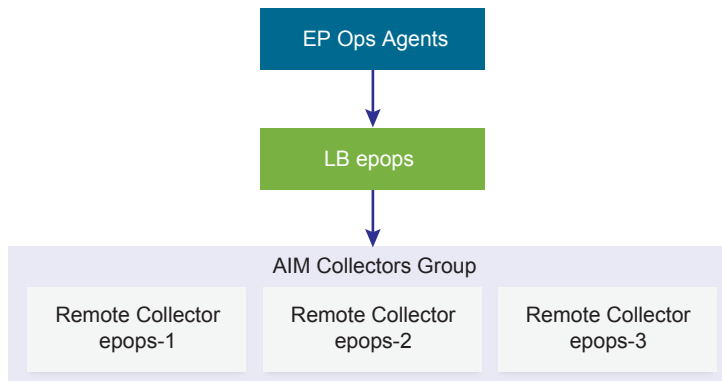 EP Ops Agents
LB epops
AIM Collectors Group
Remote Collector
epops-1
Remote Collector
epops-2
Remote Collector
epops-3